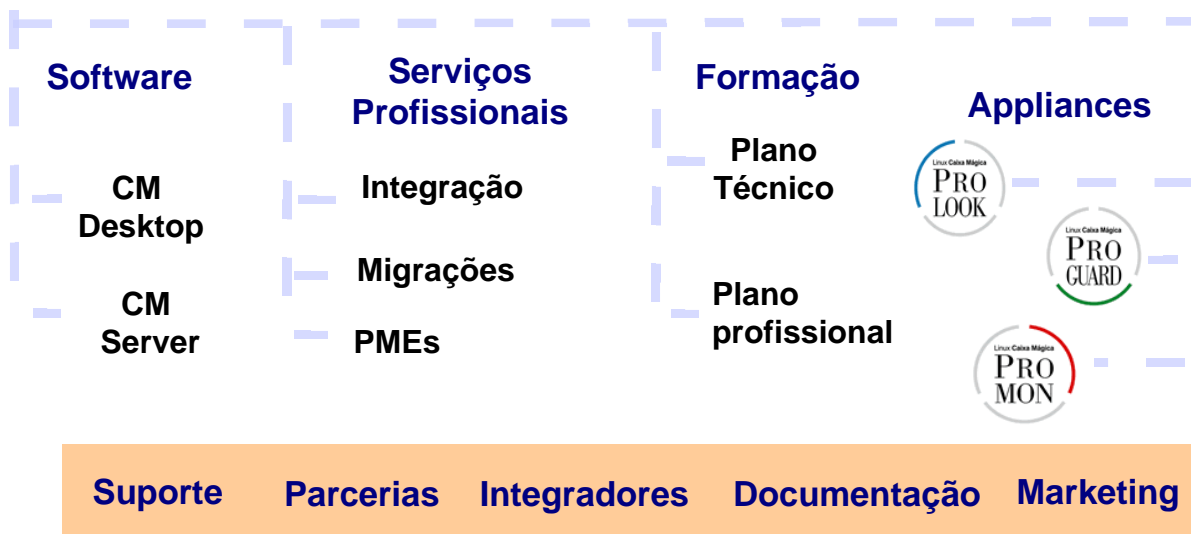 Software
CM
Desktop
CM
Server
Serviços
Profissionais
Integração
Migrações
PMEs
Formação
Plano
Técnico
Plano
profissional
Appliances
Linux Caixa Mágica
PRO
LOOK
Linux Caixa Mágica
PRO
GUARD
Linux Caixa Mágica
PRO
MON
Suporte Parcerias Integradores Documentação Marketing